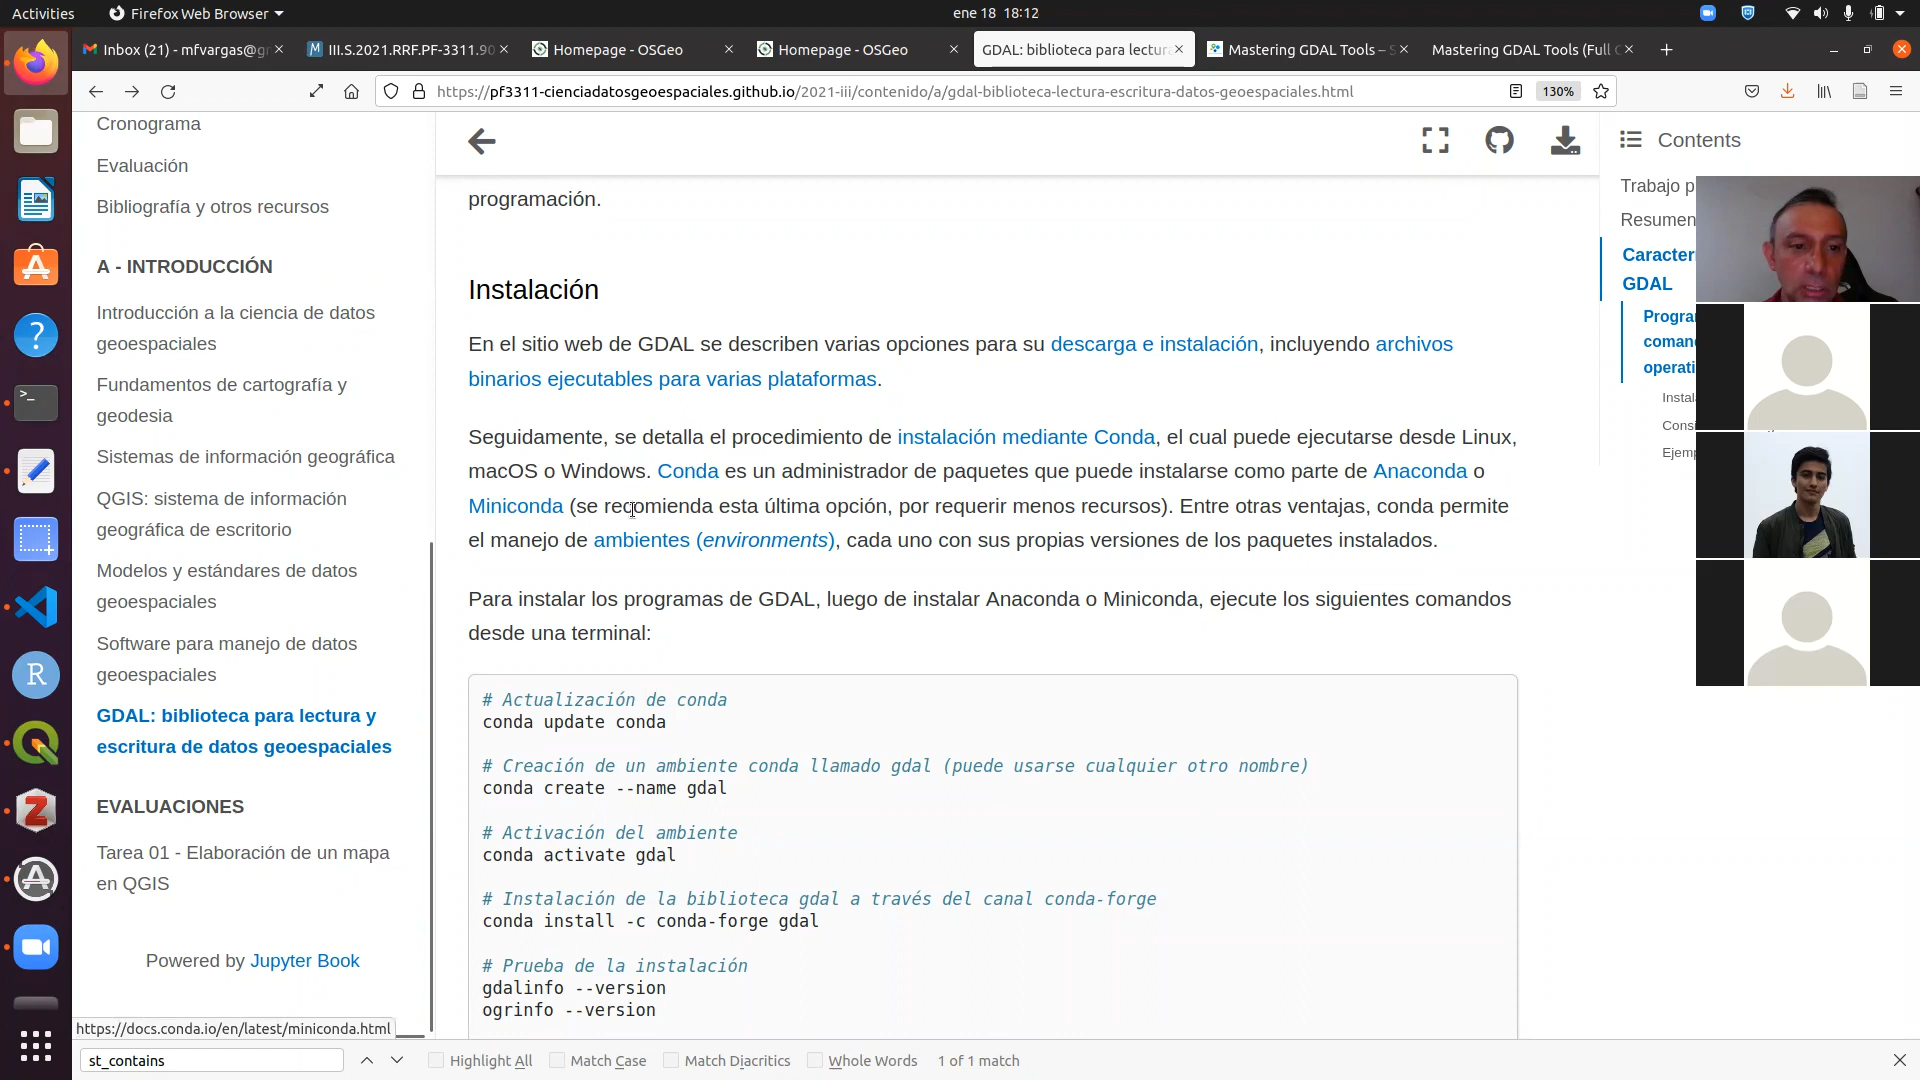 Activities
Firefox Web Browser
ene 18 18:12
Inbox (21) - mfvargas@g
III.S.2021.RRF.PF-3311.90
Homepage - OSGeo
Homepage - OSGeo
GDAL: biblioteca para lectura
Mastering GDAL Tools – S
Mastering GDAL Tools (Full C
https://pf3311-cienciadatosgeoespaciales.github.io/2021-iii/contenido/a/gdal-biblioteca-lectura-escritura-datos-geoespaciales.html
130%
Cronograma
Evaluación
Bibliografía y otros recursos
A - INTRODUCCIÓN
Introducción a la ciencia de datos
geoespaciales
Fundamentos de cartografía y
geodesia
Sistemas de información geográfica
QGIS: sistema de información
geográfica de escritorio
Modelos y estándares de datos
geoespaciales
Software para manejo de datos
geoespaciales
GDAL: biblioteca para lectura y
escritura de datos geoespaciales
EVALUACIONES
Tarea 01 - Elaboración de un mapa
en QGIS
Powered by Jupyter Book
https://docs.conda.io/en/latest/miniconda.html
programación.
Instalación
En el sitio web de GDAL se describen varias opciones para su descarga e instalación, incluyendo archivos
binarios ejecutables para varias plataformas.
Seguidamente, se detalla el procedimiento de instalación mediante Conda, el cual puede ejecutarse desde Linux,
macOS o Windows. Conda es un administrador de paquetes que puede instalarse como parte de Anaconda o
Miniconda (se recomienda esta última opción, por requerir menos recursos). Entre otras ventajas, conda permite
el manejo de ambientes (environments), cada uno con sus propias versiones de los paquetes instalados.
Para instalar los programas de GDAL, luego de instalar Anaconda o Miniconda, ejecute los siguientes comandos
desde una terminal:
# Actualización de conda
conda update conda
# Creación de un ambiente conda llamado gdal (puede usarse cualquier otro nombre)
conda create --name gdal
# Activación del ambiente
conda activate gdal
# Instalación de la biblioteca gdal a través del canal conda-forge
conda install -c conda-forge gdal
# Prueba de la instalación
gdalinfo --version
ogrinfo --version
Contents
Trabajo p
Resumen
Caracter
GDAL
Progra
coman
operati
Instal
Consi
Ejemp
st_contains
Highlight All
Match Case
Match Diacritics
Whole Words
1 of 1 match